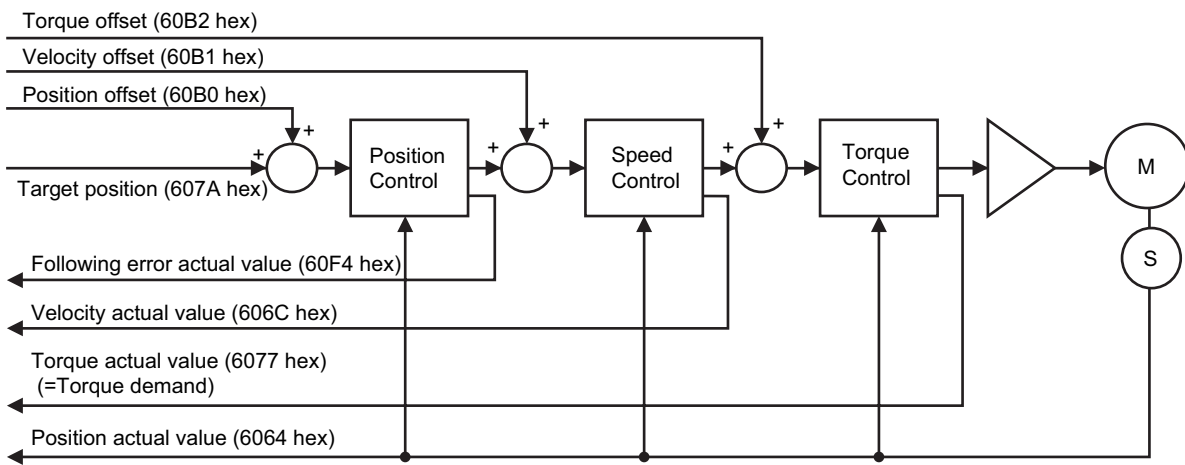 Torque offset (60B2 hex)
Velocity offset (60B1 hex)
Position offset (60B0 hex)
+
+
+
+
+
+
Position
Control
Speed
Control
Torque
Control
M
Target position (607A hex)
S
Following error actual value (60F4 hex)
Velocity actual value (606C hex)
Torque actual value (6077 hex)
(=Torque demand)
Position actual value (6064 hex)